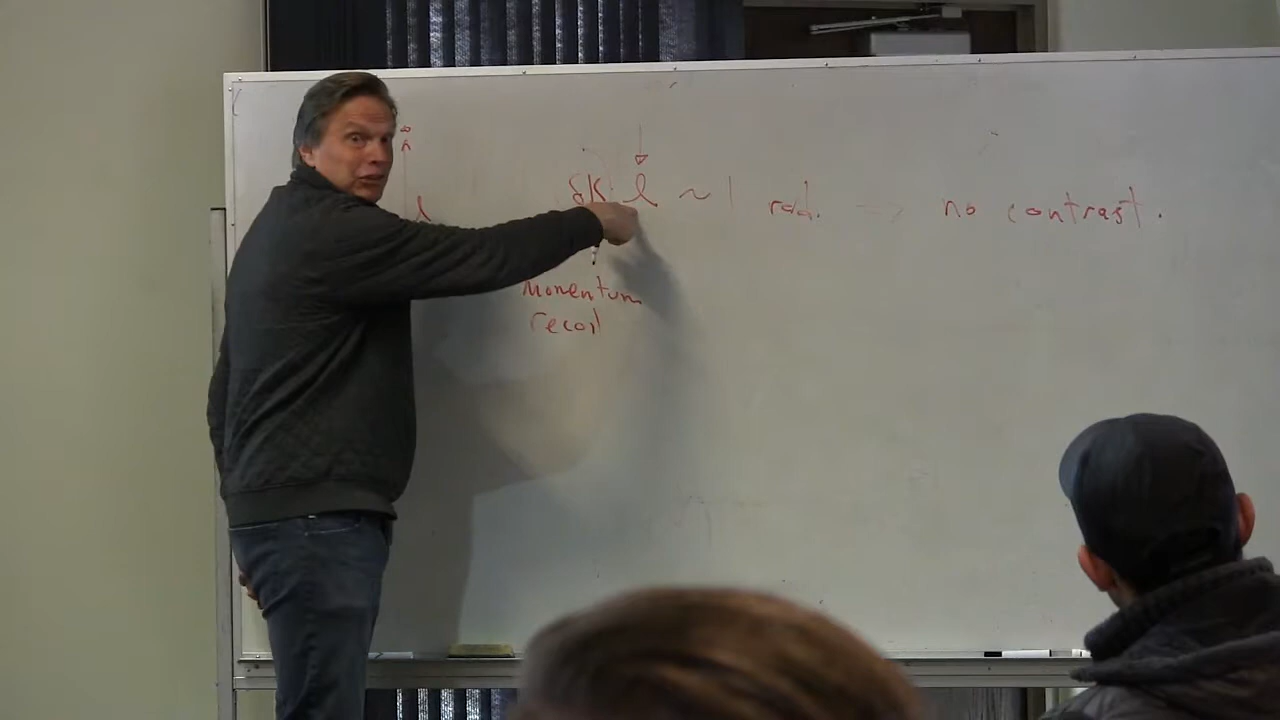 n
l
δK l ~ 1 rad. → no contrast.
Momentum
recoil